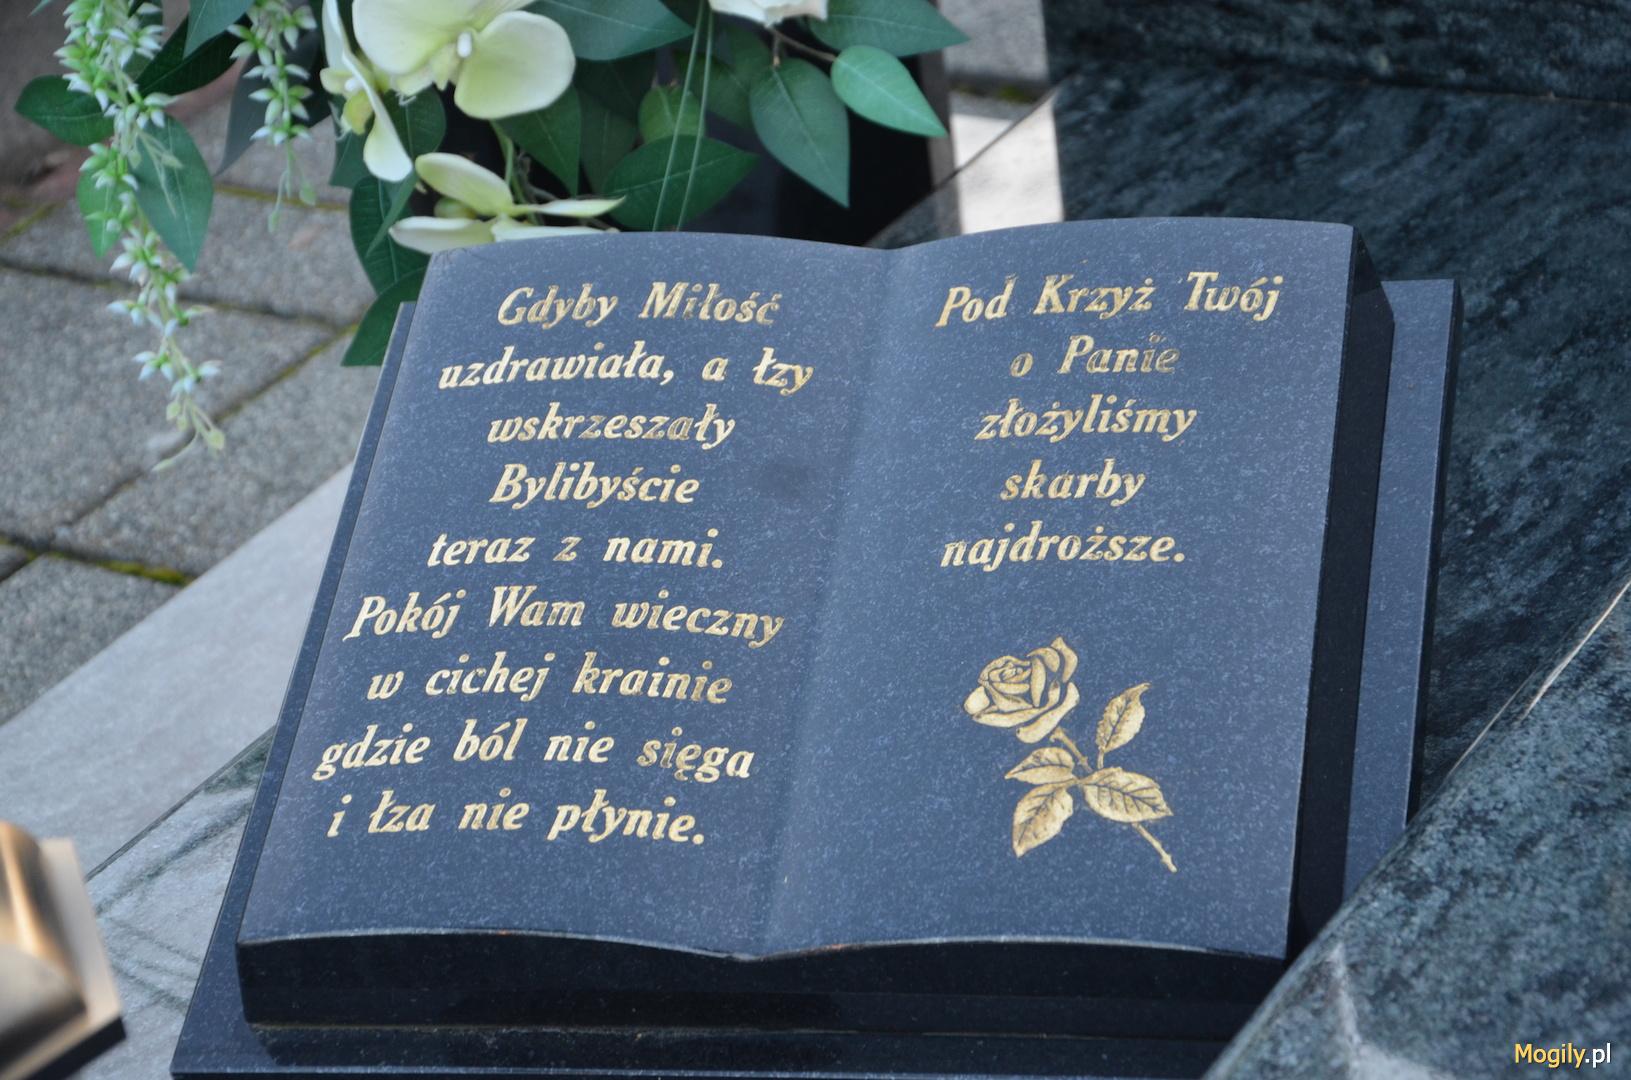 Gdyby Miłość
uzdrawiała, a łzy
wskrzeszały
Bylibyście
teraz z nami.
Pokój Wam wieczny
w cichej krainie
gdzie ból nie sięga
i łza nie płynie.
Pod Krzyż Twój
o Panie
złożyliśmy
skarby
najdroższe.
Mogily.pl